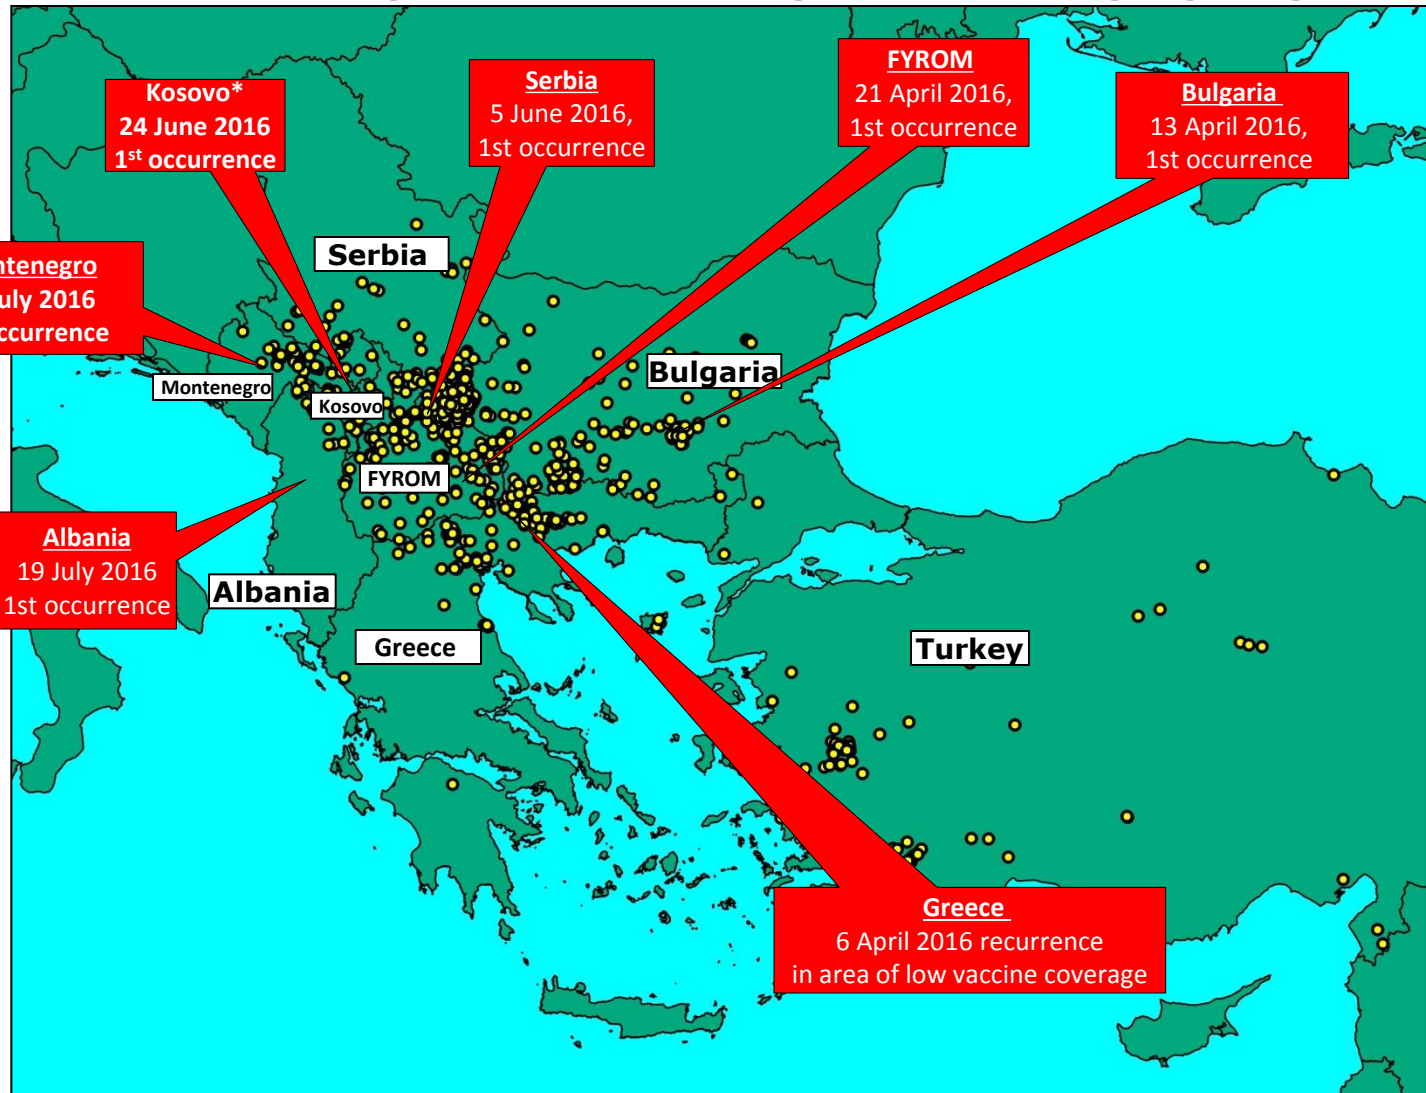 FYROM
21 April 2016,
1st occurrence
Serbia
5 June 2016,
1st occurrence
Bulgaria
13 April 2016,
1st occurrence
Kosovo*
24 June 2016
1st occurrence
Serbia
ntenegro
uly 2016
ccurrence
Bulgaria
Montenegro
Kosovo
FYROM
Albania
19 July 2016
1st occurrence
Albania
Greece
Turkey
Greece
6 April 2016 recurrence
in area of low vaccine coverage